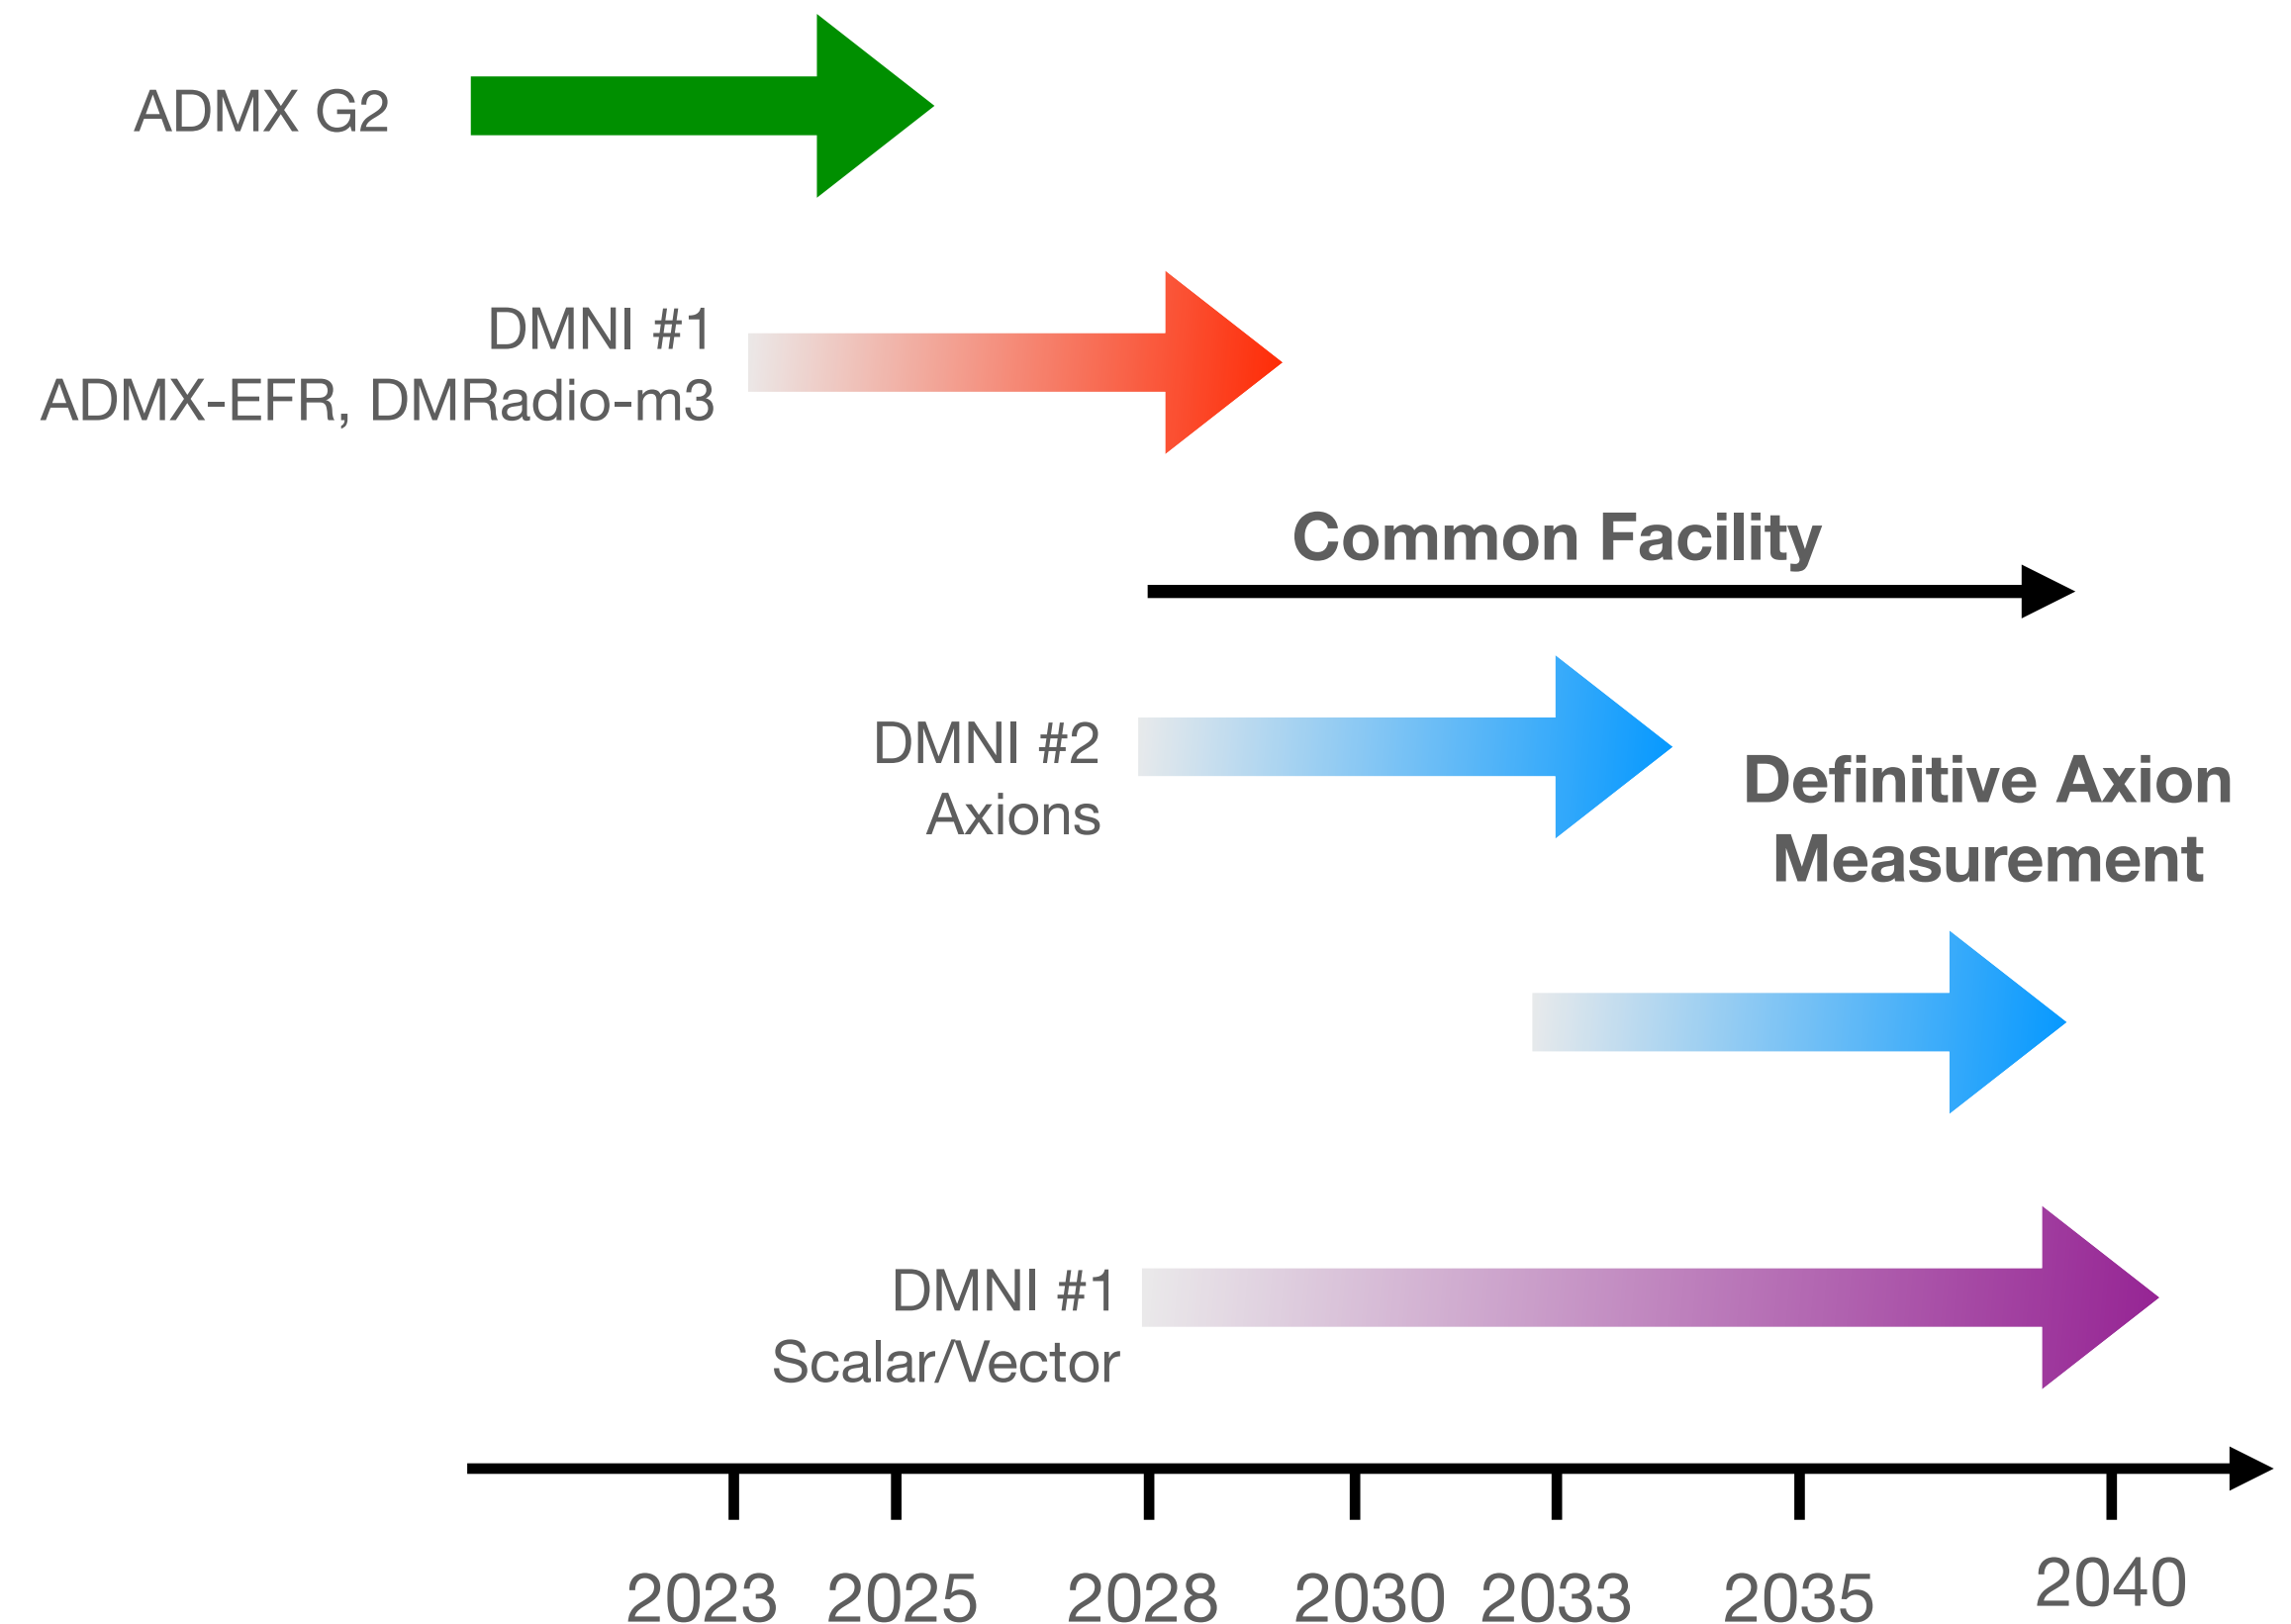 ADMX G2
DMNI #1
ADMX-EFR, DMRadio-m3
Common Facility
DMNI #2
Axions
Definitive Axion
Measurement
DMNI #1
Scalar/Vector
2023
2025
2028
2030
2033
2035
2040